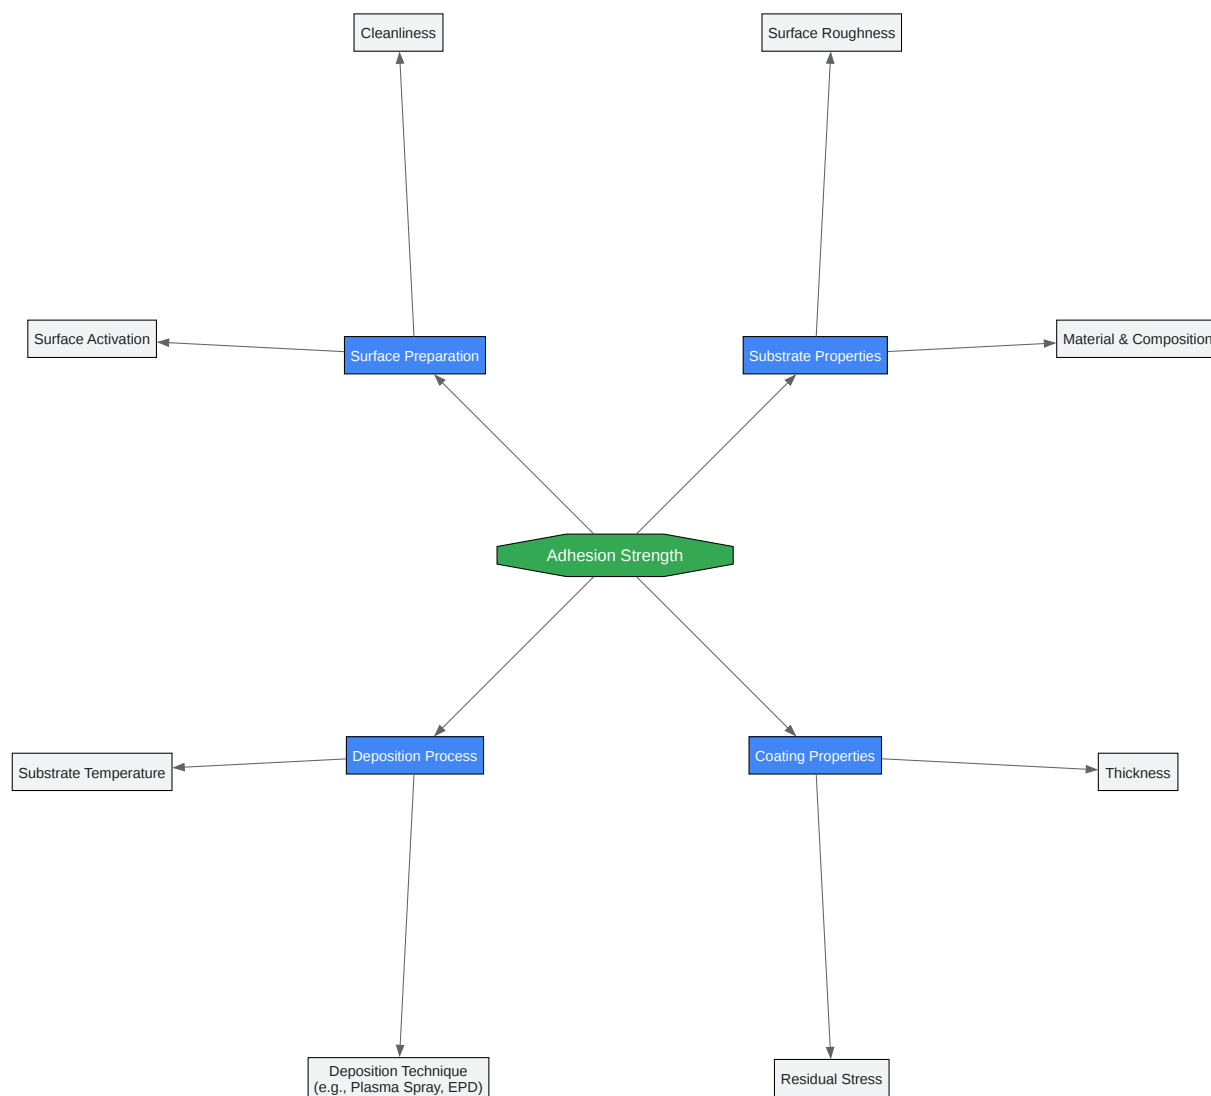 Cleanliness
Surface Roughness
Surface Activation
Surface Preparation
Substrate Properties
Material & Composition
Adhesion Strength
Substrate Temperature
Deposition Process
Coating Properties
Thickness
Deposition Technique
(e.g., Plasma Spray, EPD)
Residual Stress